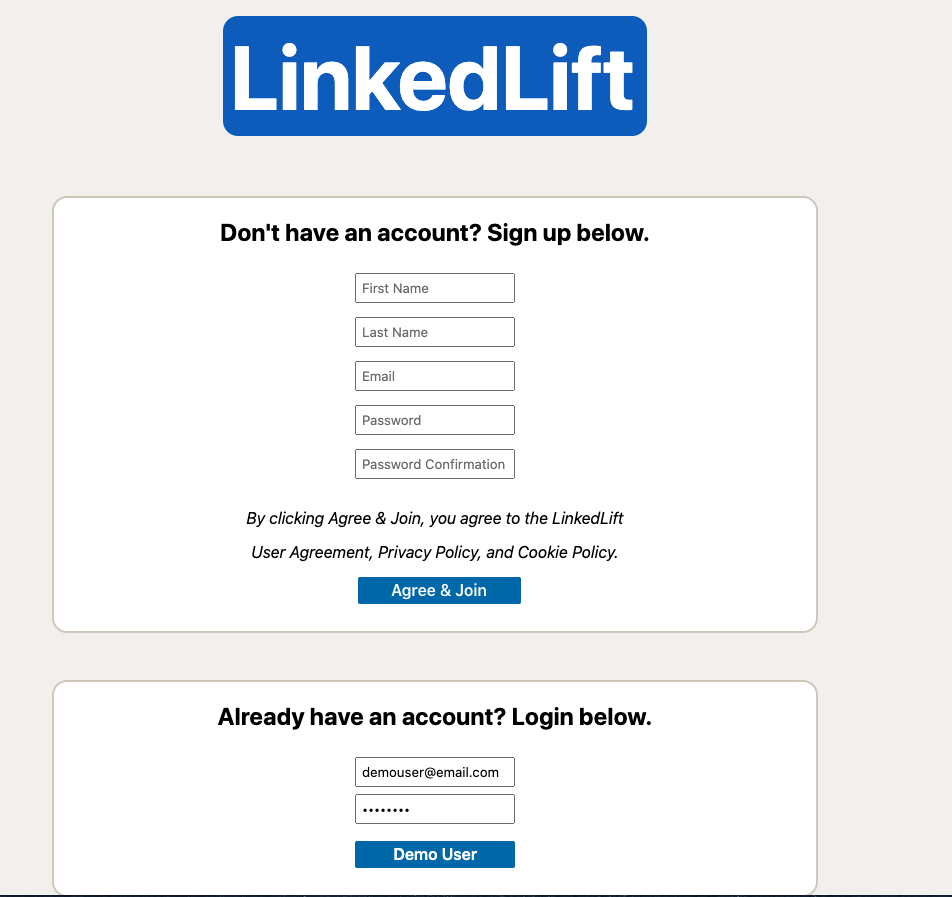 LinkedLift
Don't have an account? Sign up below.
First Name
Last Name
Email
Password
Password Confirmation
By clicking Agree & Join, you agree to the LinkedLift
User Agreement, Privacy Policy, and Cookie Policy.
Agree & Join
Already have an account? Login below.
demouser@email.com
••••••••
Demo User